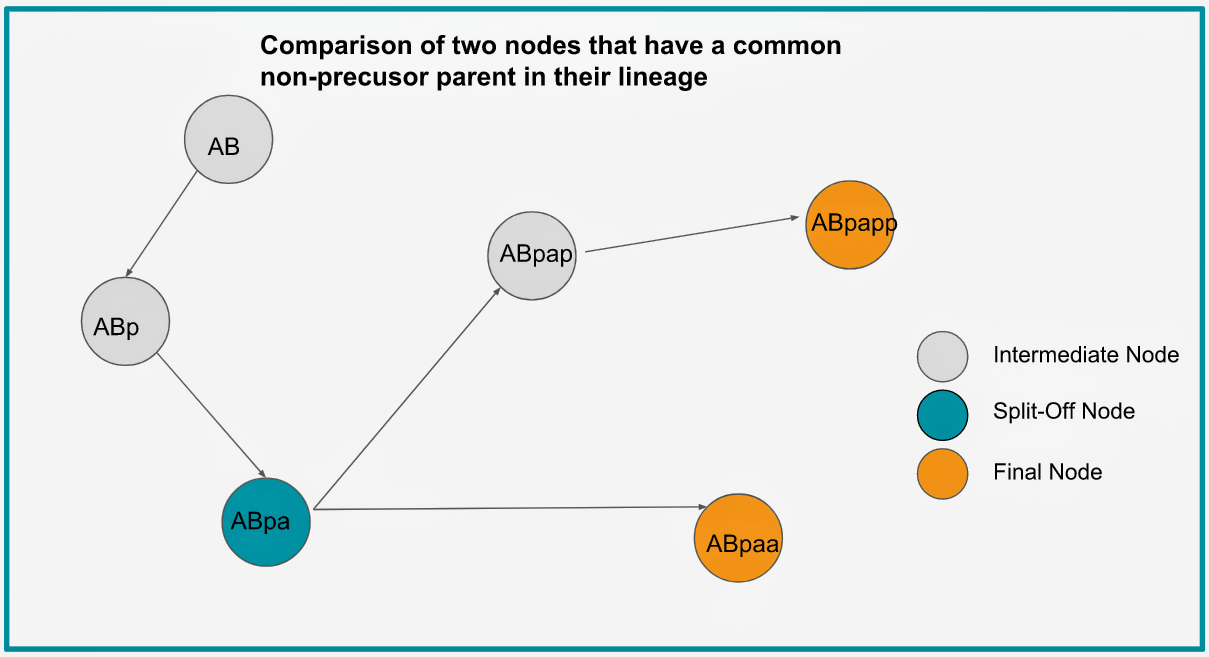 Comparison of two nodes that have a common
non-precusor parent in their lineage
AB
ABpapp
ABpap
ABp
Intermediate Node
Split-Off Node
Final Node
ABpa
ABpaa